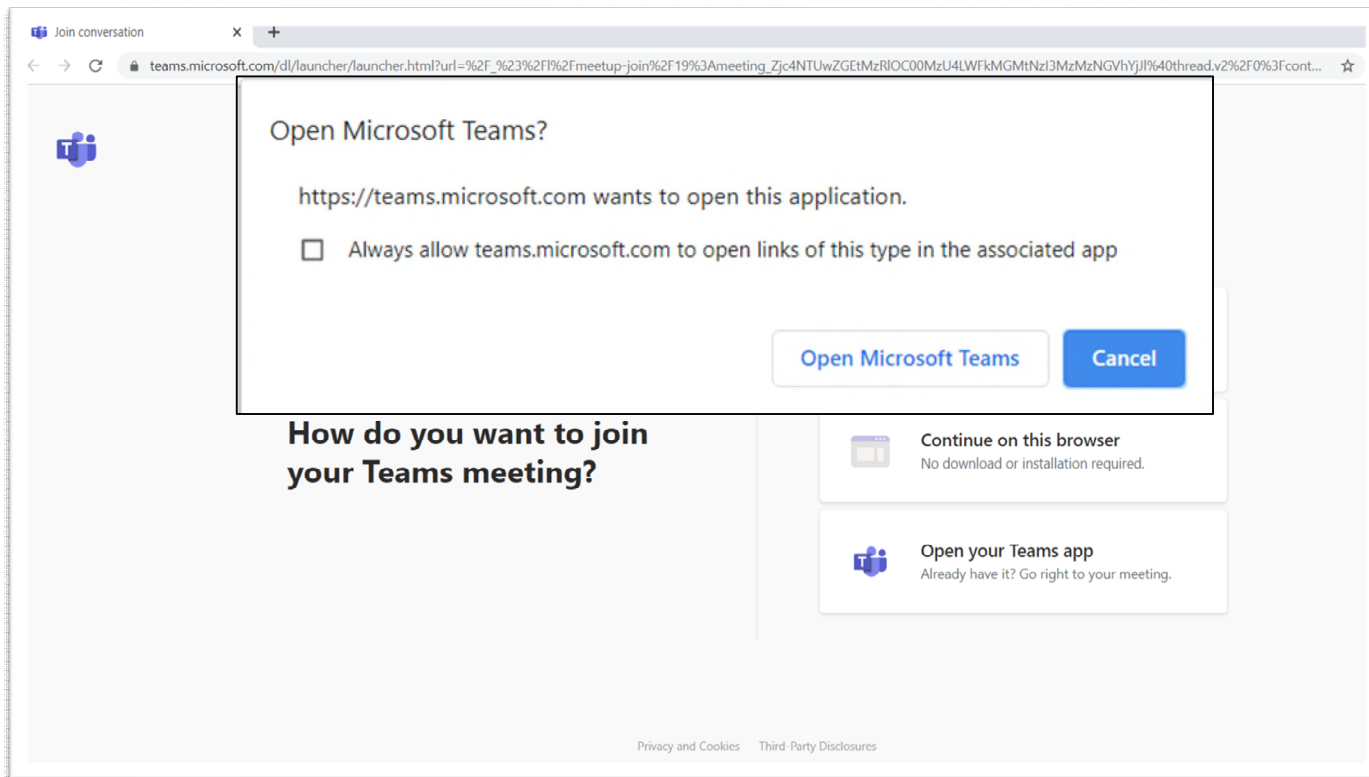 Join conversation
teams.microsoft.com/dl/launcher/launcher.html?url=%2F_%23%2Fl%2Fmeetup-join%2F19%3Ameeting_Zjc4NTUwZGEtMzRlOC00MzU4LWFkMGMtNzI3MzMzNGVhYjJl%40thread.v2%2F0%3Fcont...
Open Microsoft Teams?
https://teams.microsoft.com wants to open this application.
Always allow teams.microsoft.com to open links of this type in the associated app
Open Microsoft Teams
Cancel
How do you want to join
your Teams meeting?
Continue on this browser
No download or installation required.
Open your Teams app
Already have it? Go right to your meeting.
Privacy and Cookies
Third-Party Disclosures